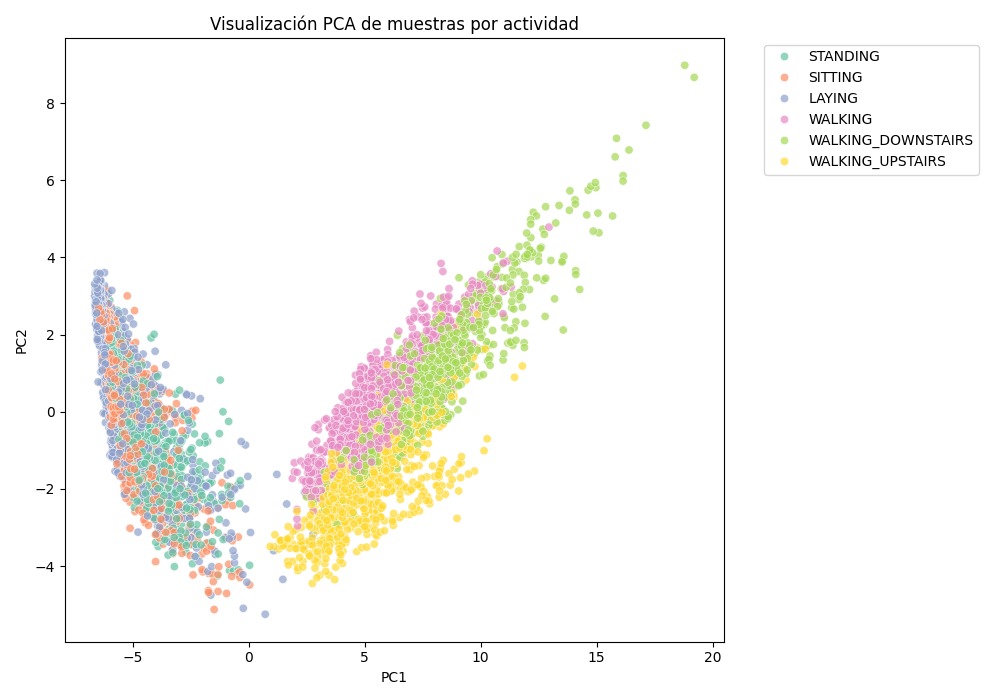 Visualización PCA de muestras por actividad
STANDING
SITTING
LAYING
WALKING
WALKING_DOWNSTAIRS
WALKING_UPSTAIRS
8
6
4
2
0
−2
−4
PC2
−5
0
5
10
15
20
PC1